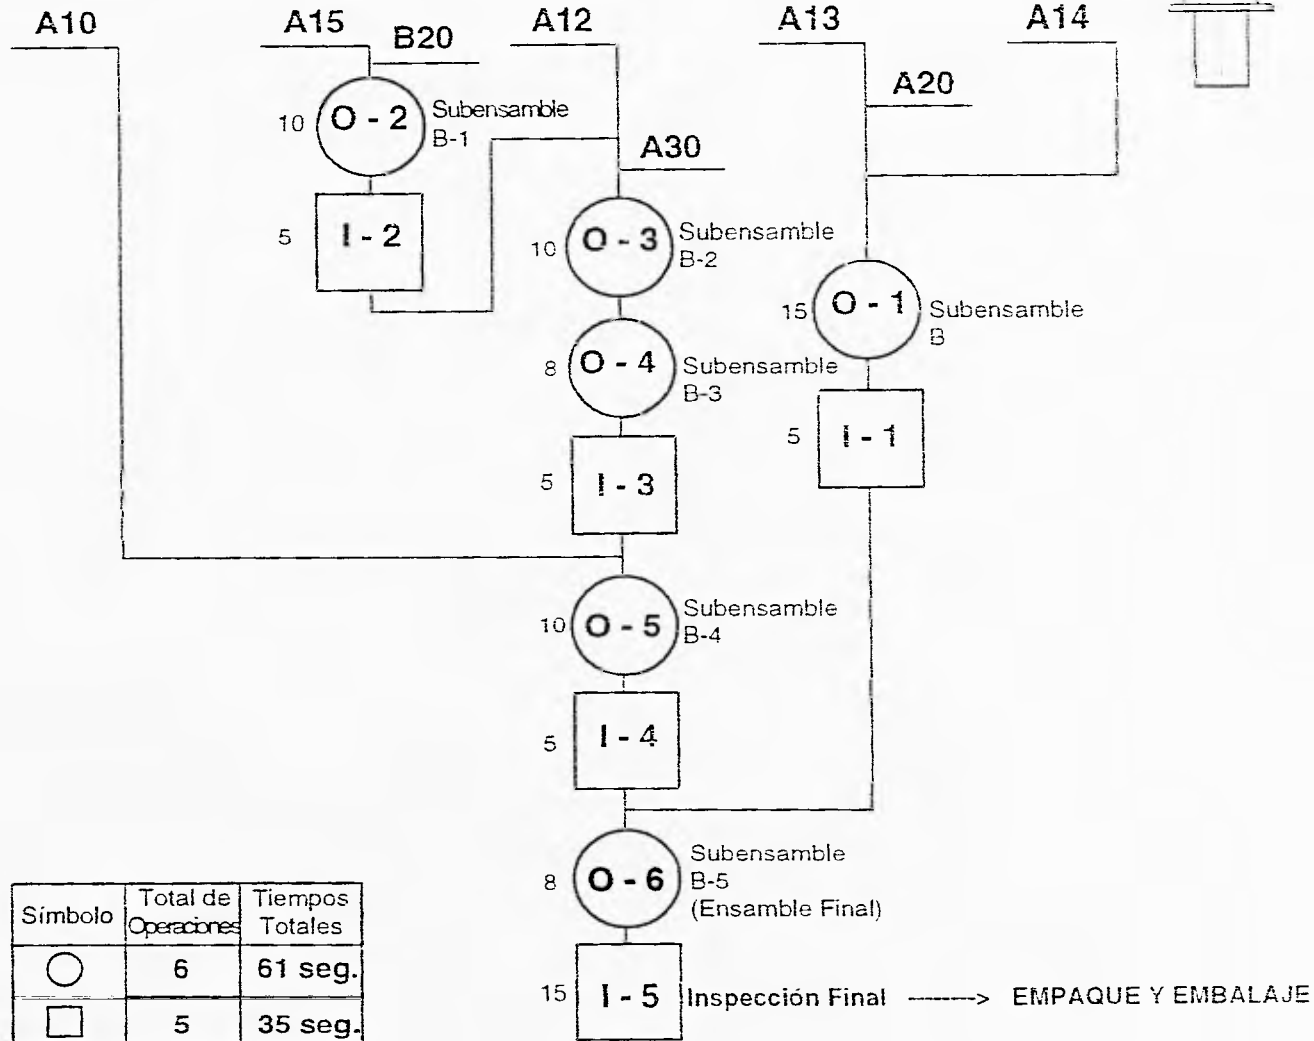 A10
A15
B20
A12
A13
A14
A20
10
O - 2
Subensamble
B-1
A30
5
I - 2
10
O - 3
Subensamble
B-2
15
O - 1
Subensamble
B
8
O - 4
Subensamble
B-3
5
I - 1
5
I - 3
10
O - 5
Subensamble
B-4
5
I - 4
8
O - 6
Subensamble
B-5
(Ensamble Final)
15
I - 5
Inspección Final -------> EMPAQUE Y EMBALAJE
Símbolo
Total de
Operaciones
Tiempos
Totales
6
61 seg.
5
35 seg.